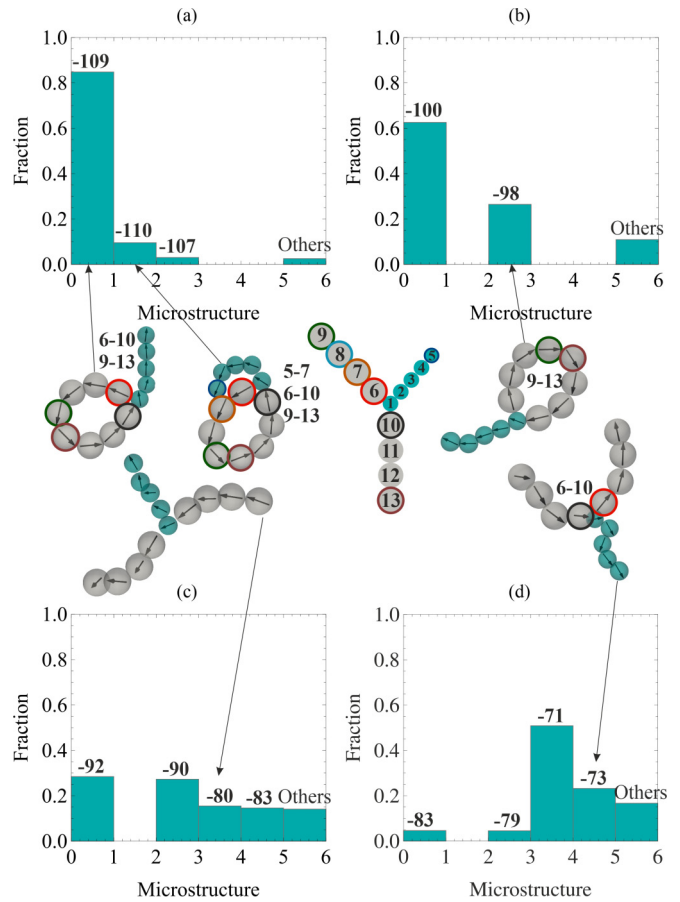 (a)
1.0
0.8
0.6
0.4
0.2
0.0
Fraction
-109
-110
-107
Others
0 1 2 3 4 5 6
Microstructure
(b)
1.0
0.8
0.6
0.4
0.2
0.0
Fraction
-100
-98
Others
0 1 2 3 4 5 6
Microstructure
6-10
9-13
5-7
6-10
9-13
9
8
7
6
5
4
3
2
1
10
11
12
13
9-13
6-10
(c)
1.0
0.8
0.6
0.4
0.2
0.0
Fraction
-92
-90
-80
-83
Others
0 1 2 3 4 5 6
Microstructure
(d)
1.0
0.8
0.6
0.4
0.2
0.0
Fraction
-83
-79
-71
-73
Others
0 1 2 3 4 5 6
Microstructure